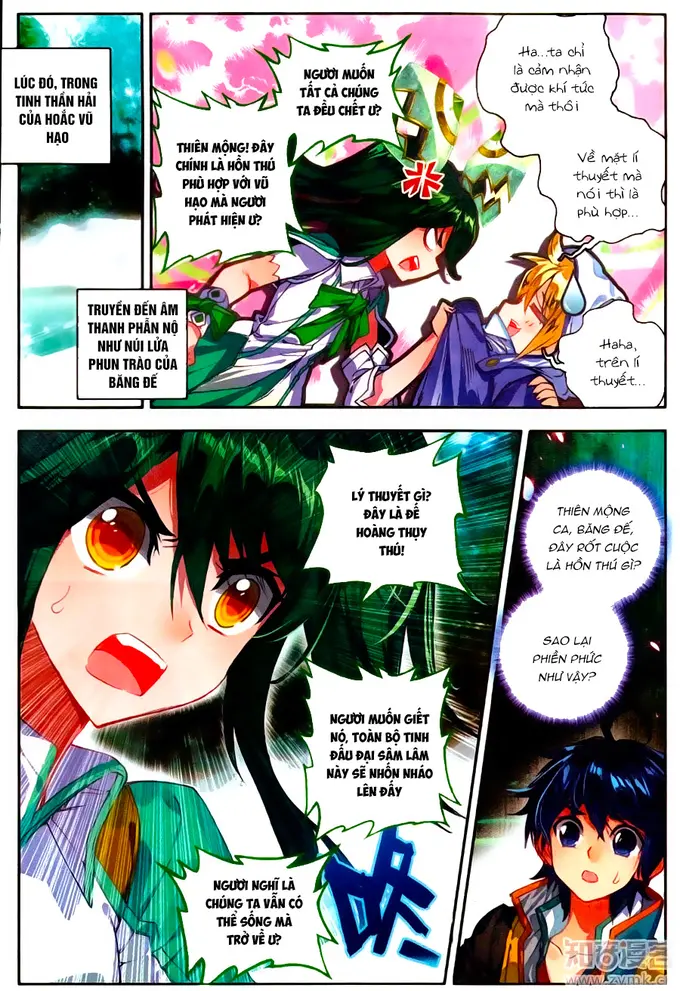 LÚC ĐÓ, TRONG
TINH THẦN HẢI
CỦA HOẮC VŨ
HẠO
NGƯƠI MUỐN
TẤT CẢ CHÚNG
TA ĐỀU CHẾT Ư?
THIÊN MỘNG! ĐÂY
CHÍNH LÀ HỒN THÚ
PHÙ HỢP VỚI VŨ
HẠO MÀ NGƯƠI
PHÁT HIỆN Ư?
Ha...ta chỉ
là cảm nhận
được khí tức
mà thôi
Về mặt lí
thuyết mà
nói thì là
phù hợp...
Haha,
trên lí
thuyết...
TRUYỀN ĐẾN ÂM
THANH PHẪN NỘ
NHƯ NÚI LỬA
PHUN TRÀO CỦA
BĂNG ĐẾ
LÝ THUYẾT GÌ?
ĐÂY LÀ ĐẾ
HOÀNG THỤY
THÚ!
NGƯƠI MUỐN GIẾT
NÓ, TOÀN BỘ TINH
ĐẤU ĐẠI SÂM LÂM
NÀY SẼ NHỐN NHÁO
LÊN ĐẤY
NGƯƠI NGHĨ LÀ
CHÚNG TA VẪN CÓ
THỂ SỐNG MÀ
TRỞ VỀ Ư?
THIÊN MỘNG
CA, BĂNG ĐẾ,
ĐÂY RỐT CUỘC
LÀ HỒN THÚ GÌ?
SAO LẠI
PHIỀN PHỨC
NHƯ VẬY?
知音漫客
www.zymk.c